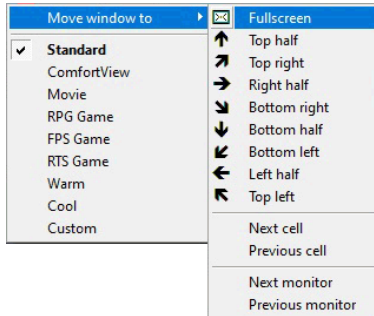 Move window to
Standard
ComfortView
Movie
RPG Game
FPS Game
RTS Game
Warm
Cool
Custom
Fullscreen
Top half
Top right
Right half
Bottom right
Bottom half
Bottom left
Left half
Top left
Next cell
Previous cell
Next monitor
Previous monitor